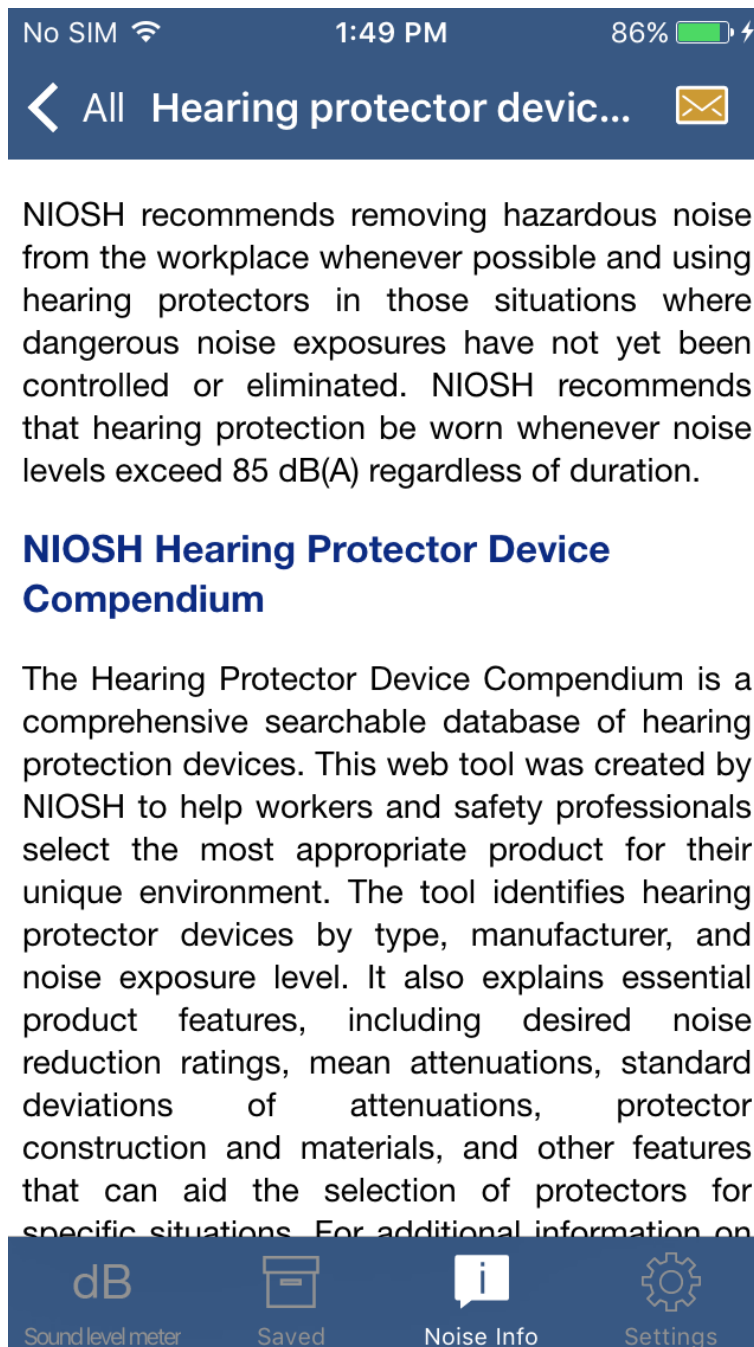 No SIM 1:49 PM 86%
All Hearing protector devic...
NIOSH recommends removing hazardous noise
from the workplace whenever possible and using
hearing protectors in those situations where
dangerous noise exposures have not yet been
controlled or eliminated. NIOSH recommends
that hearing protection be worn whenever noise
levels exceed 85 dB(A) regardless of duration.
NIOSH Hearing Protector Device
Compendium
The Hearing Protector Device Compendium is a
comprehensive searchable database of hearing
protection devices. This web tool was created by
NIOSH to help workers and safety professionals
select the most appropriate product for their
unique environment. The tool identifies hearing
protector devices by type, manufacturer, and
noise exposure level. It also explains essential
product features, including desired noise
reduction ratings, mean attenuations, standard
deviations of attenuations, protector
construction and materials, and other features
that can aid the selection of protectors for
specific situations. For additional information on
dB i
Sound level meter Saved Noise Info Settings